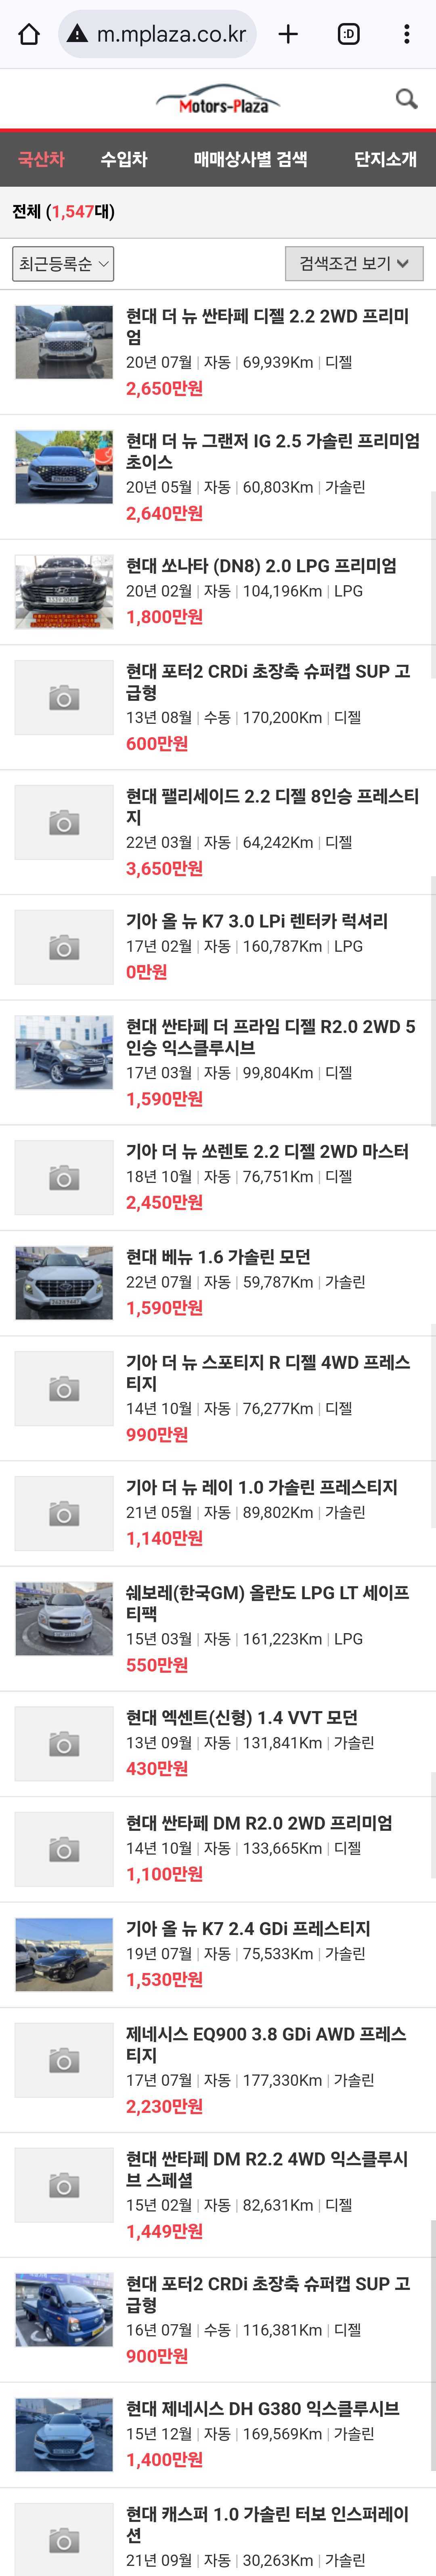 m.mplaza.co.kr
:D
Motors-Plaza
국산차 수입차 매매상사별 검색 단지소개
전체 (1,547대)
최근등록순 검색조건 보기
현대 더 뉴 싼타페 디젤 2.2 2WD 프리미
엄
20년 07월 | 자동 | 69,939Km | 디젤
2,650만원
현대 더 뉴 그랜저 IG 2.5 가솔린 프리미엄
초이스
20년 05월 | 자동 | 60,803Km | 가솔린
2,640만원
현대 쏘나타 (DN8) 2.0 LPG 프리미엄
20년 02월 | 자동 | 104,196Km | LPG
1,800만원
현대 포터2 CRDi 초장축 슈퍼캡 SUP 고
급형
13년 08월 | 수동 | 170,200Km | 디젤
600만원
현대 팰리세이드 2.2 디젤 8인승 프레스티
지
22년 03월 | 자동 | 64,242Km | 디젤
3,650만원
기아 올 뉴 K7 3.0 LPi 렌터카 럭셔리
17년 02월 | 자동 | 160,787Km | LPG
0만원
현대 싼타페 더 프라임 디젤 R2.0 2WD 5
인승 익스클루시브
17년 03월 | 자동 | 99,804Km | 디젤
1,590만원
기아 더 뉴 쏘렌토 2.2 디젤 2WD 마스터
18년 10월 | 자동 | 76,751Km | 디젤
2,450만원
현대 베뉴 1.6 가솔린 모던
22년 07월 | 자동 | 59,787Km | 가솔린
1,590만원
기아 더 뉴 스포티지 R 디젤 4WD 프레스
티지
14년 10월 | 자동 | 76,277Km | 디젤
990만원
기아 더 뉴 레이 1.0 가솔린 프레스티지
21년 05월 | 자동 | 89,802Km | 가솔린
1,140만원
쉐보레(한국GM) 올란도 LPG LT 세이프
티팩
15년 03월 | 자동 | 161,223Km | LPG
550만원
현대 엑센트(신형) 1.4 VVT 모던
13년 09월 | 자동 | 131,841Km | 가솔린
430만원
현대 싼타페 DM R2.0 2WD 프리미엄
14년 10월 | 자동 | 133,665Km | 디젤
1,100만원
기아 올 뉴 K7 2.4 GDi 프레스티지
19년 07월 | 자동 | 75,533Km | 가솔린
1,530만원
제네시스 EQ900 3.8 GDi AWD 프레스
티지
17년 07월 | 자동 | 177,330Km | 가솔린
2,230만원
현대 싼타페 DM R2.2 4WD 익스클루시
브 스페셜
15년 02월 | 자동 | 82,631Km | 디젤
1,449만원
현대 포터2 CRDi 초장축 슈퍼캡 SUP 고
급형
16년 07월 | 수동 | 116,381Km | 디젤
900만원
현대 제네시스 DH G380 익스클루시브
15년 12월 | 자동 | 169,569Km | 가솔린
1,400만원
현대 캐스퍼 1.0 가솔린 터보 인스퍼레이
션
21년 09월 | 자동 | 30,263Km | 가솔린